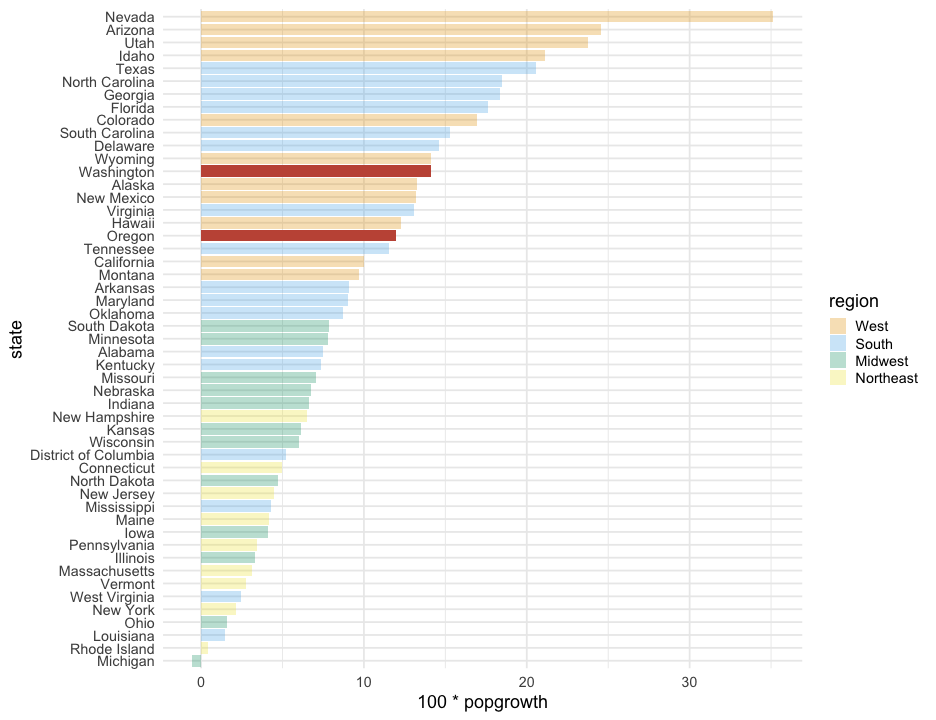 Nevada
Arizona
Utah
Idaho
Texas
North Carolina
Georgia
Florida
Colorado
South Carolina
Delaware
Wyoming
Washington
Alaska
New Mexico
Virginia
Hawaii
Oregon
Tennessee
California
Montana
Arkansas
Maryland
Oklahoma
South Dakota
Minnesota
Alabama
Kentucky
Missouri
Nebraska
Indiana
New Hampshire
Kansas
Wisconsin
District of Columbia
Connecticut
North Dakota
New Jersey
Mississippi
Maine
Iowa
Pennsylvania
Illinois
Massachusetts
Vermont
West Virginia
New York
Ohio
Louisiana
Rhode Island
Michigan
state
0 10 20 30
100 * popgrowth
region
West
South
Midwest
Northeast